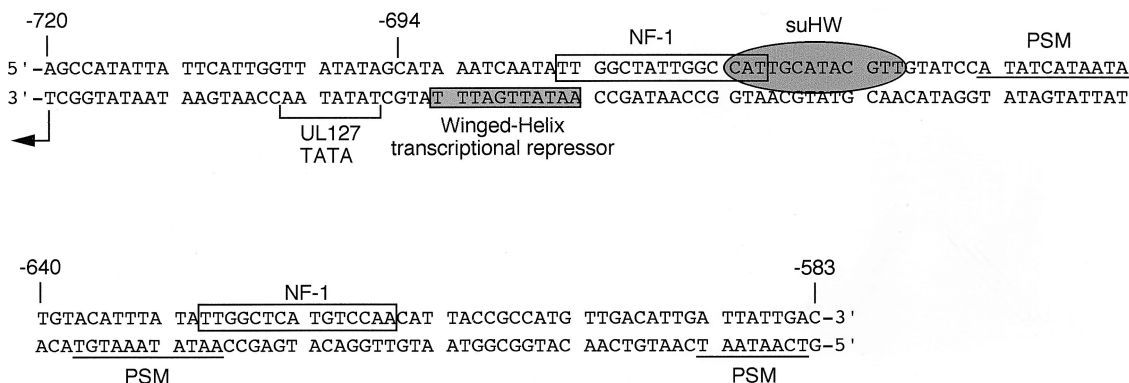 -720 -694
NF-1 suHW PSM
5'-AGCCATATTA TTCATTGGTT ATATAGCATA AATCAATATT GGCTATTGGC CATTGCATAC GTTGTATCCA TATCATAATA
3'-TCGGTATAAT AAGTAACCAA TATATCGTAT TTAGTTATAA CCGATAACCG GTAACGTATG CAACATAGGT ATAGTATTAT
UL127
TATA
Winged-Helix
transcriptional repressor
-640 -583
NF-1
TGTACATTTA TATTGGCTCA TGTCCAACAT TACCGCCATG TTGACATTGA TTATTGAC-3'
ACATGTAAAT ATAACCGAGT ACAGGTTGTA ATGGCGGTAC AACTGTAACT AATAACTG-5'
PSM PSM